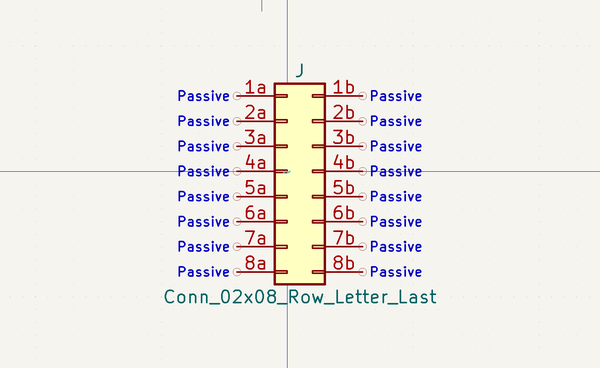 J
Passive 1a 1b Passive
Passive 2a 2b Passive
Passive 3a 3b Passive
Passive 4a 4b Passive
Passive 5a 5b Passive
Passive 6a 6b Passive
Passive 7a 7b Passive
Passive 8a 8b Passive
Conn_02x08_Row_Letter_Last